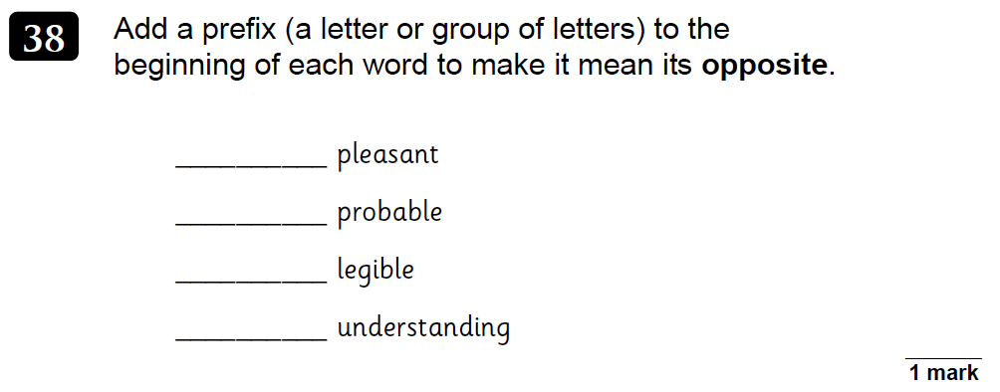 38
Add a prefix (a letter or group of letters) to the
beginning of each word to make it mean its opposite.
__________ pleasant
__________ probable
__________ legible
__________ understanding
1 mark